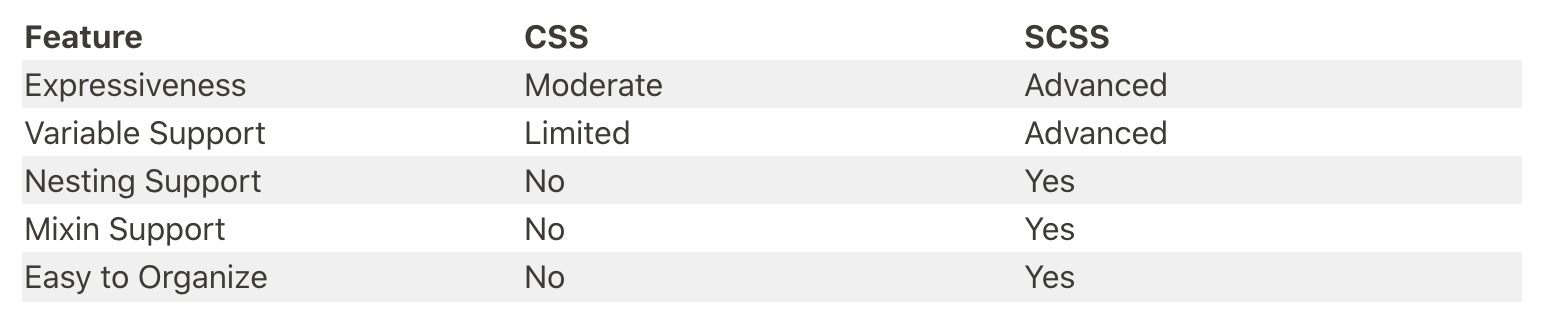 Feature CSS SCSS
Expressiveness Moderate Advanced
Variable Support Limited Advanced
Nesting Support No Yes
Mixin Support No Yes
Easy to Organize No Yes